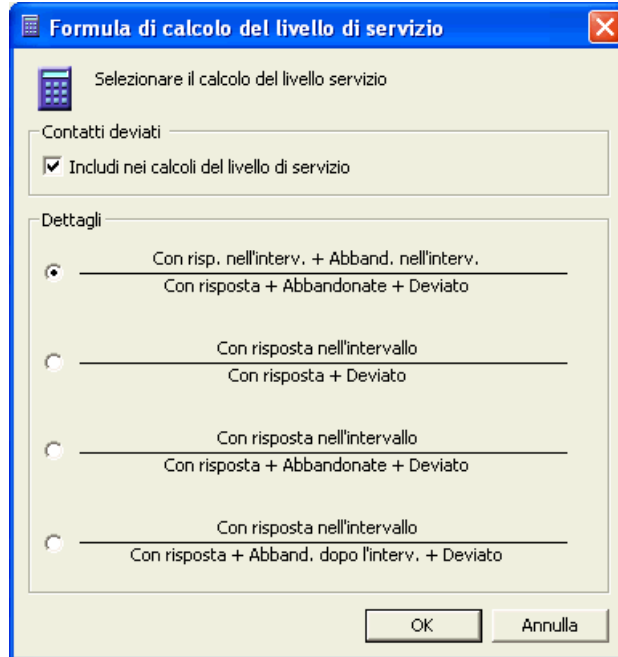 Formula di calcolo del livello di servizio
Selezionare il calcolo del livello servizio
Contatti deviati
Includi nei calcoli del livello di servizio
Dettagli
Con risp. nell'interv. + Abband. nell'interv.
Con risposta + Abbandonate + Deviato
Con risposta nell'intervallo
Con risposta + Deviato
Con risposta nell'intervallo
Con risposta + Abbandonate + Deviato
Con risposta nell'intervallo
Con risposta + Abband. dopo l'interv. + Deviato
OK
Annulla